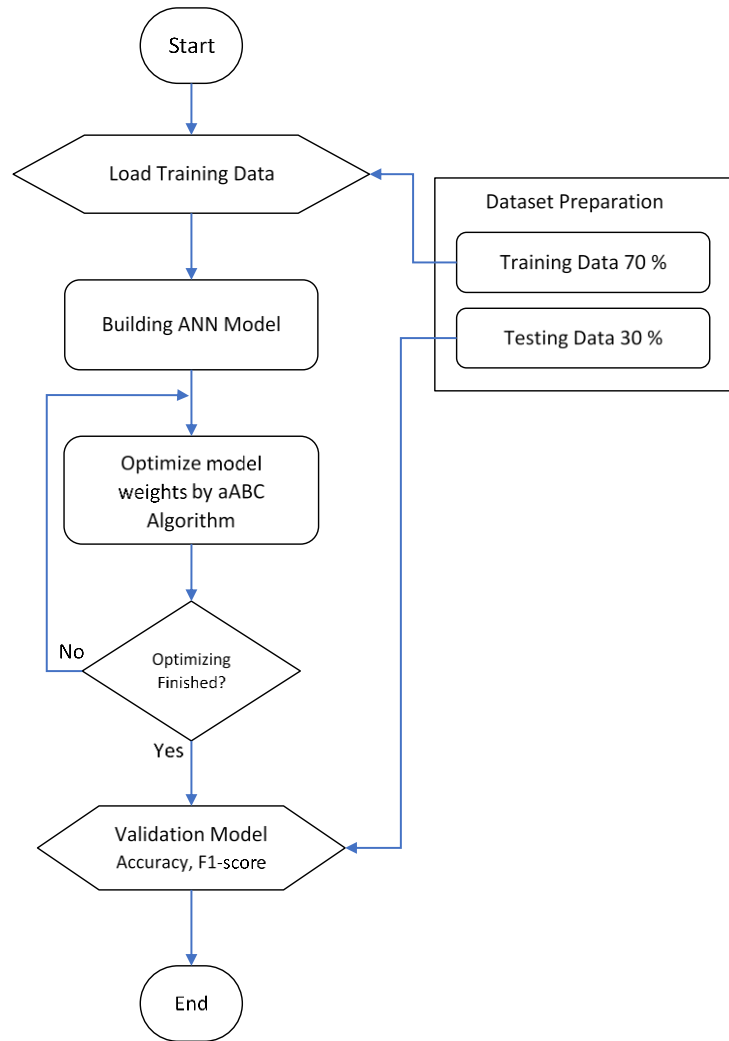 Start
Load Training Data
Dataset Preparation
Training Data 70 %
Testing Data 30 %
Building ANN Model
Optimize model
weights by aABC
Algorithm
No
Optimizing
Finished?
Yes
Validation Model
Accuracy, F1-score
End